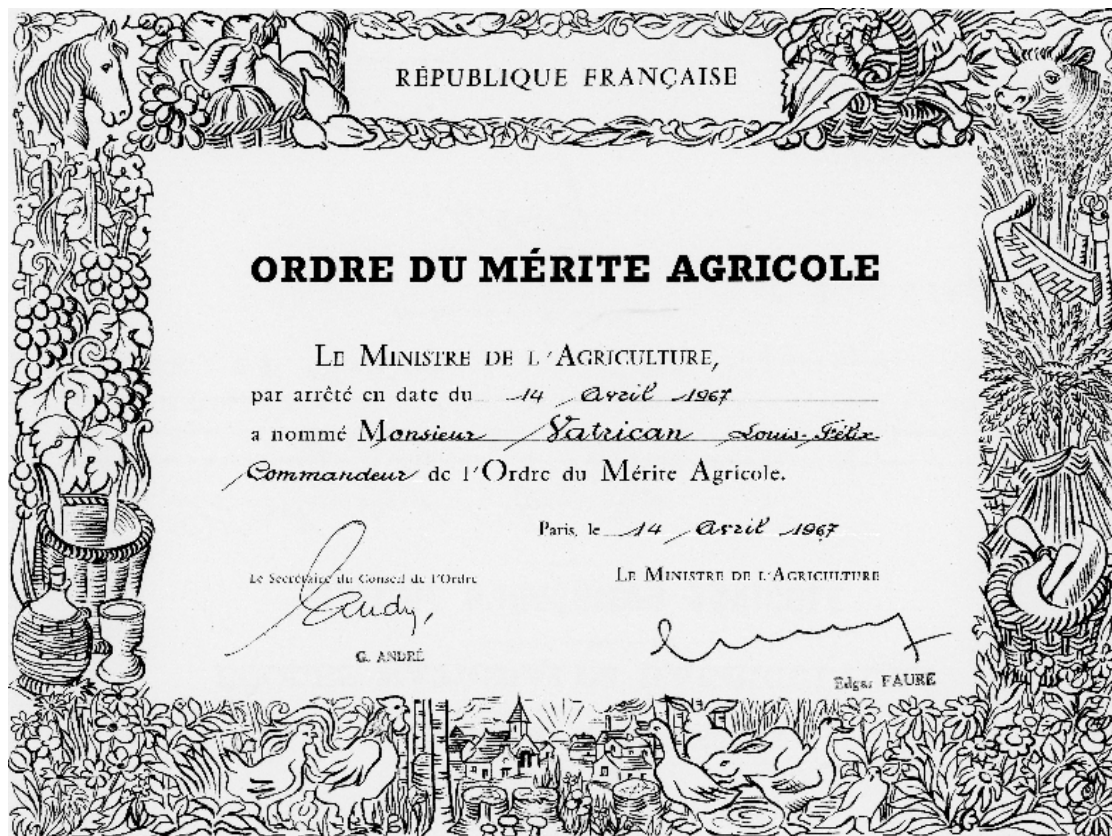 RÉPUBLIQUE FRANÇAISE
ORDRE DU MÉRITE AGRICOLE
LE MINISTRE DE L'AGRICULTURE,
par arrêté en date du 14 Avril 1967
a nommé Monsieur Vatrican Louis-Félix
Commandeur de l'Ordre du Mérite Agricole.
Paris, le 14 Avril 1967
Le Secrétaire du Conseil de l'Ordre
LE MINISTRE DE L'AGRICULTURE
G. ANDRÉ
Edgar FAURE